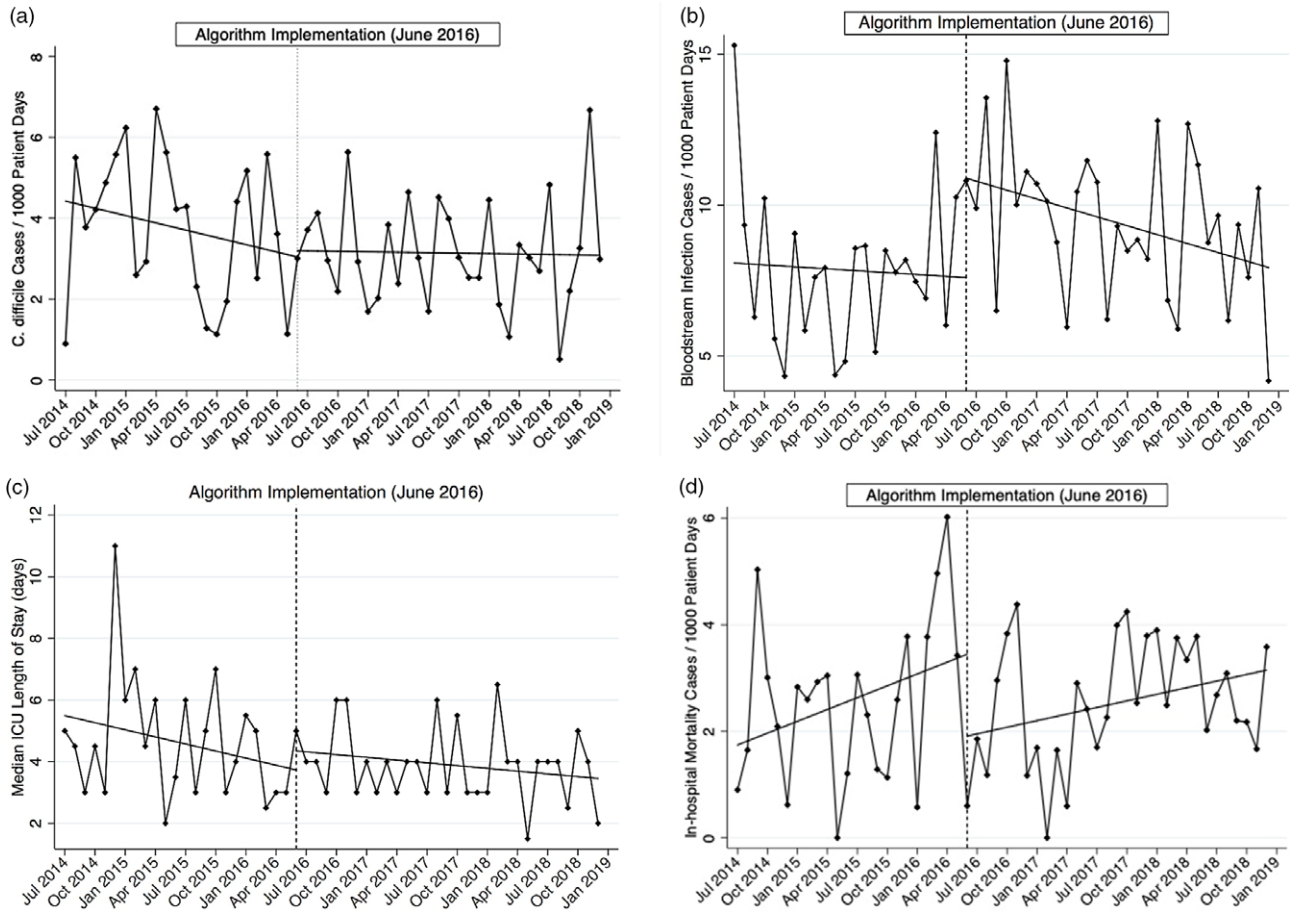 (a)
Algorithm Implementation (June 2016)
C. difficile Cases / 1000 Patient Days
8
6
4
2
0
Jul 2014
Oct 2014
Jan 2015
Apr 2015
Jul 2015
Oct 2015
Jan 2016
Apr 2016
Jul 2016
Oct 2016
Jan 2017
Apr 2017
Jul 2017
Oct 2017
Jan 2018
Apr 2018
Jul 2018
Oct 2018
Jan 2019
(b)
Algorithm Implementation (June 2016)
Bloodstream Infection Cases / 1000 Patient Days
15
10
5
Jul 2014
Oct 2014
Jan 2015
Apr 2015
Jul 2015
Oct 2015
Jan 2016
Apr 2016
Jul 2016
Oct 2016
Jan 2017
Apr 2017
Jul 2017
Oct 2017
Jan 2018
Apr 2018
Jul 2018
Oct 2018
Jan 2019
(c)
Algorithm Implementation (June 2016)
Median ICU Length of Stay (days)
12
10
8
6
4
2
Jul 2014
Oct 2014
Jan 2015
Apr 2015
Jul 2015
Oct 2015
Jan 2016
Apr 2016
Jul 2016
Oct 2016
Jan 2017
Apr 2017
Jul 2017
Oct 2017
Jan 2018
Apr 2018
Jul 2018
Oct 2018
Jan 2019
(d)
Algorithm Implementation (June 2016)
In-hospital Mortality Cases / 1000 Patient Days
6
4
2
0
Jul 2014
Oct 2014
Jan 2015
Apr 2015
Jul 2015
Oct 2015
Jan 2016
Apr 2016
Jul 2016
Oct 2016
Jan 2017
Apr 2017
Jul 2017
Oct 2017
Jan 2018
Apr 2018
Jul 2018
Oct 2018
Jan 2019